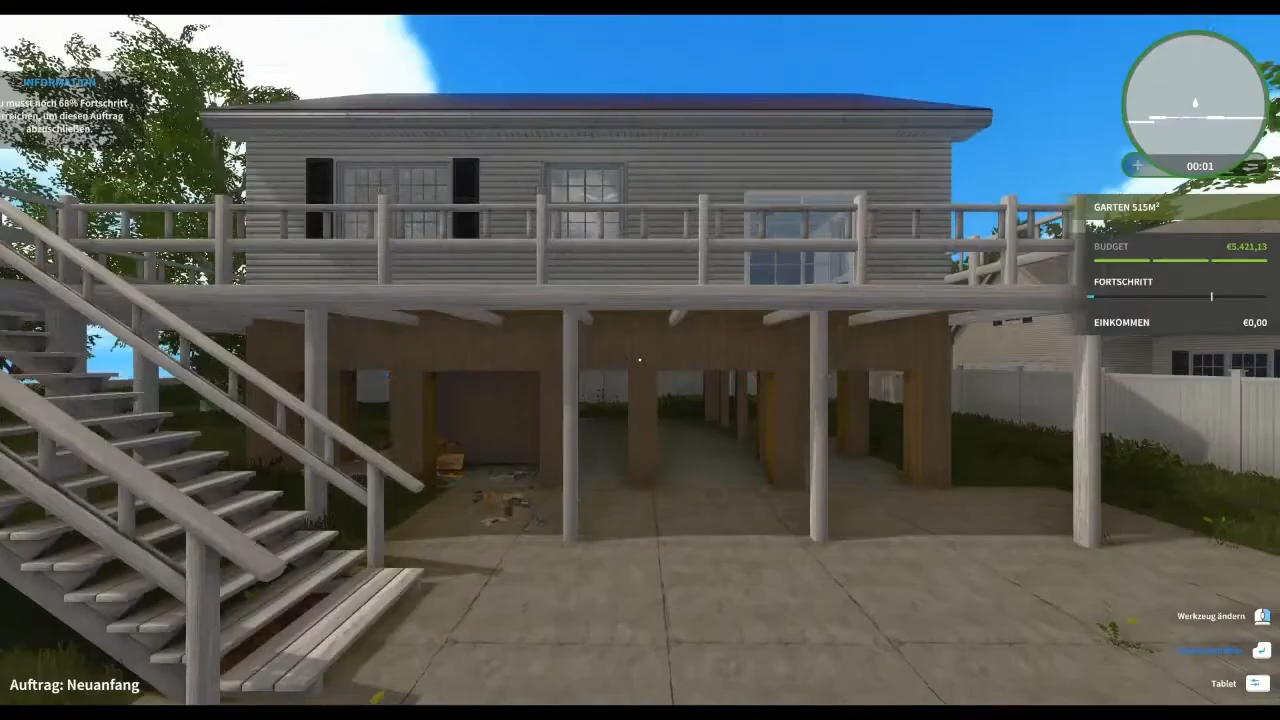 INFORMATION
u musst noch 68% Fortschritt
rreichen, um diesen Auftrag
abzuschließen.
00:01
GARTEN 515M²
BUDGET €5.421,13
FORTSCHRITT
EINKOMMEN €0,00
Werkzeug ändern
Tablet
Auftrag: Neuanfang